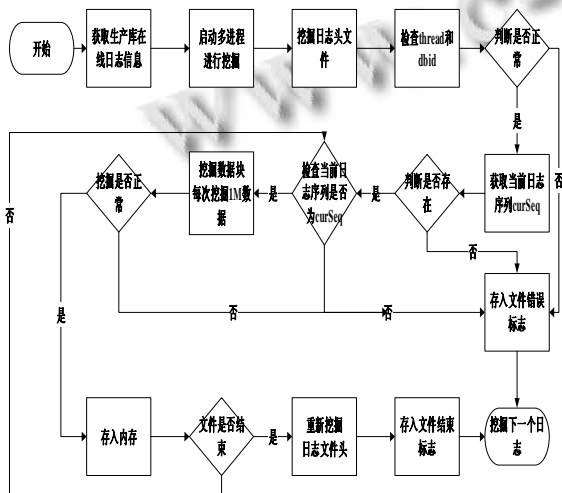 开始
获取生产库在
线日志信息
启动多进程
进行挖掘
挖掘日志头文
件
检查thread和
dbid
判断是否正
常
是
否
否
挖掘是否正
常
挖掘数据块
每次挖掘1M数
据
是
检查当前日
志序列是否
为curSeq
是
判断是否存
在
获取当前日志
序列curSeq
否
是
否
否
存入文件错误
标志
存入内存
文件是否结
束
是
重新挖掘
日志文件头
存入文件结束
标志
挖掘下一个日
志
www.c